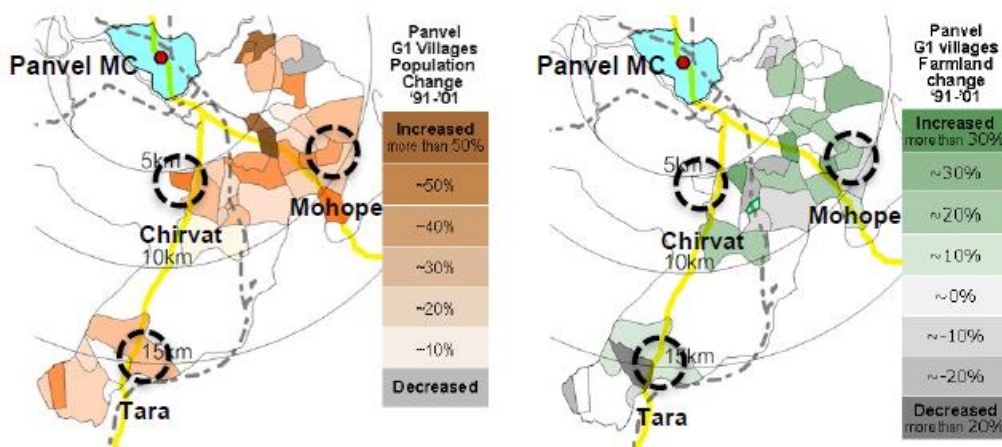 Panvel
G1 Villages
Population
Change
'91-'01
Increased
more than 50%
~50%
~40%
~30%
~20%
~10%
Decreased
Panvel MC
5km
Mohope
Chirvat
10km
15km
Tara
Panvel
G1 villages
Farmland
change
'91-'01
Increased
more than 30%
~30%
~20%
~10%
~0%
~-10%
~-20%
Decreased
more than 20%
Panvel MC
5km
Mohope
Chirvat
10km
15km
Tara